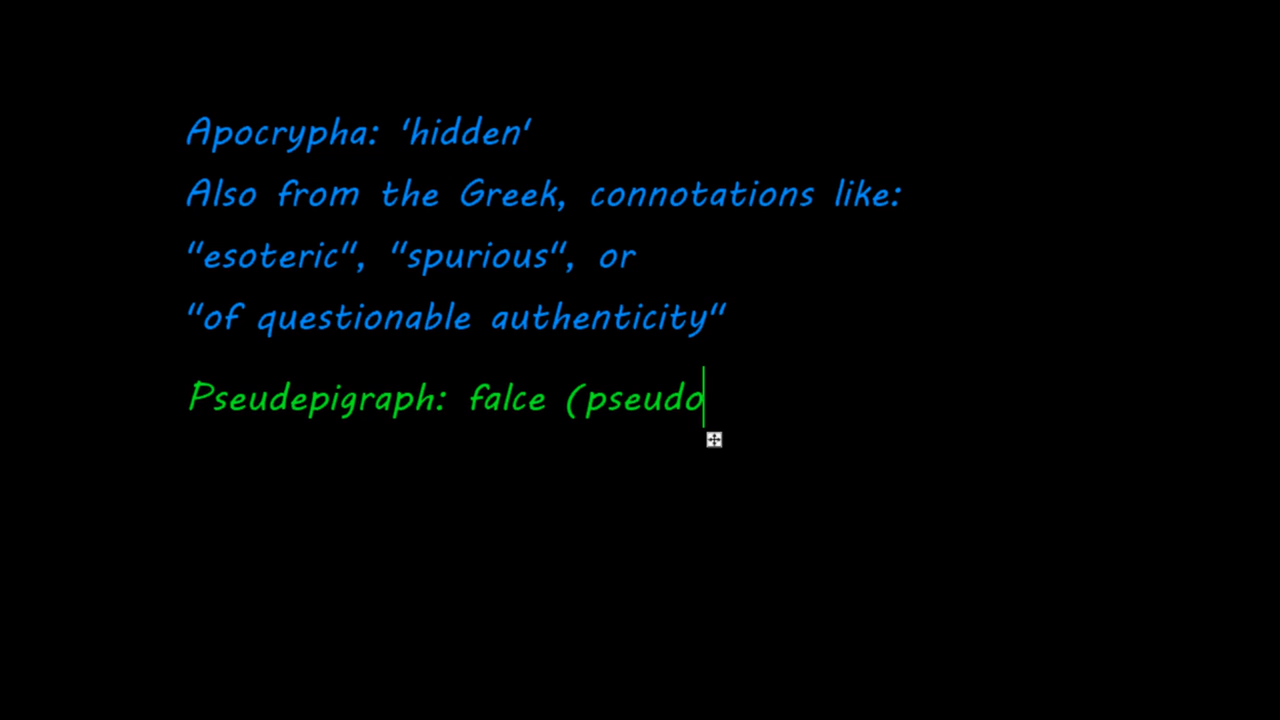 Apocrypha: 'hidden'
Also from the Greek, connotations like:
"esoteric", "spurious", or
"of questionable authenticity"
Pseudepigraph: falce (pseudo